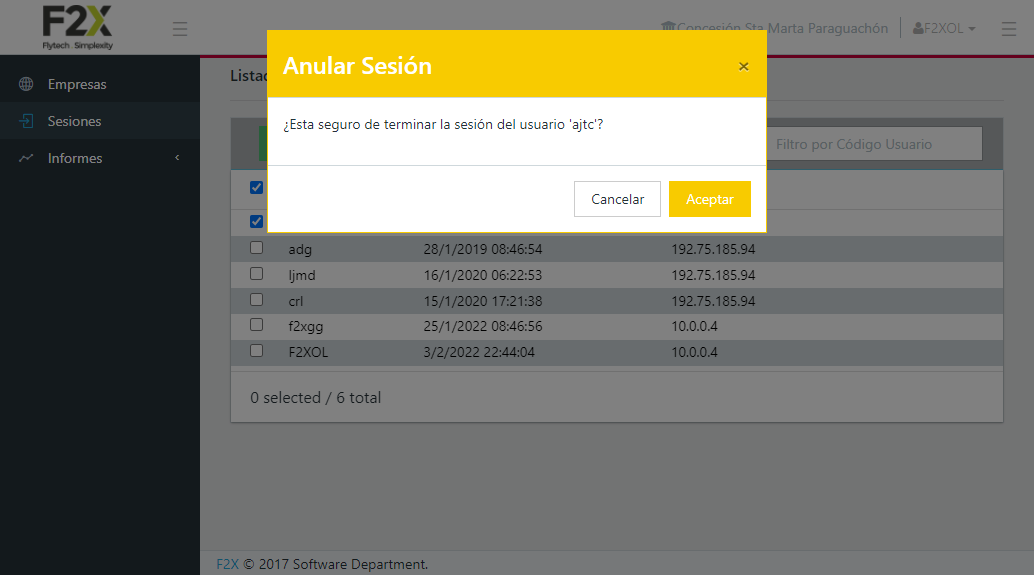 F2X
Flytech Simplexity
Concesión Sta Marta Paraguachón
F2XOL
Empresas
Sesiones
Informes
Anular Sesión
×
¿Esta seguro de terminar la sesión del usuario 'ajtc'?
Cancelar
Aceptar
Filtro por Código Usuario
adg 28/1/2019 08:46:54 192.75.185.94
ljmd 16/1/2020 06:22:53 192.75.185.94
crl 15/1/2020 17:21:38 192.75.185.94
f2xgg 25/1/2022 08:46:56 10.0.0.4
F2XOL 3/2/2022 22:44:04 10.0.0.4
0 selected / 6 total
F2X © 2017 Software Department.